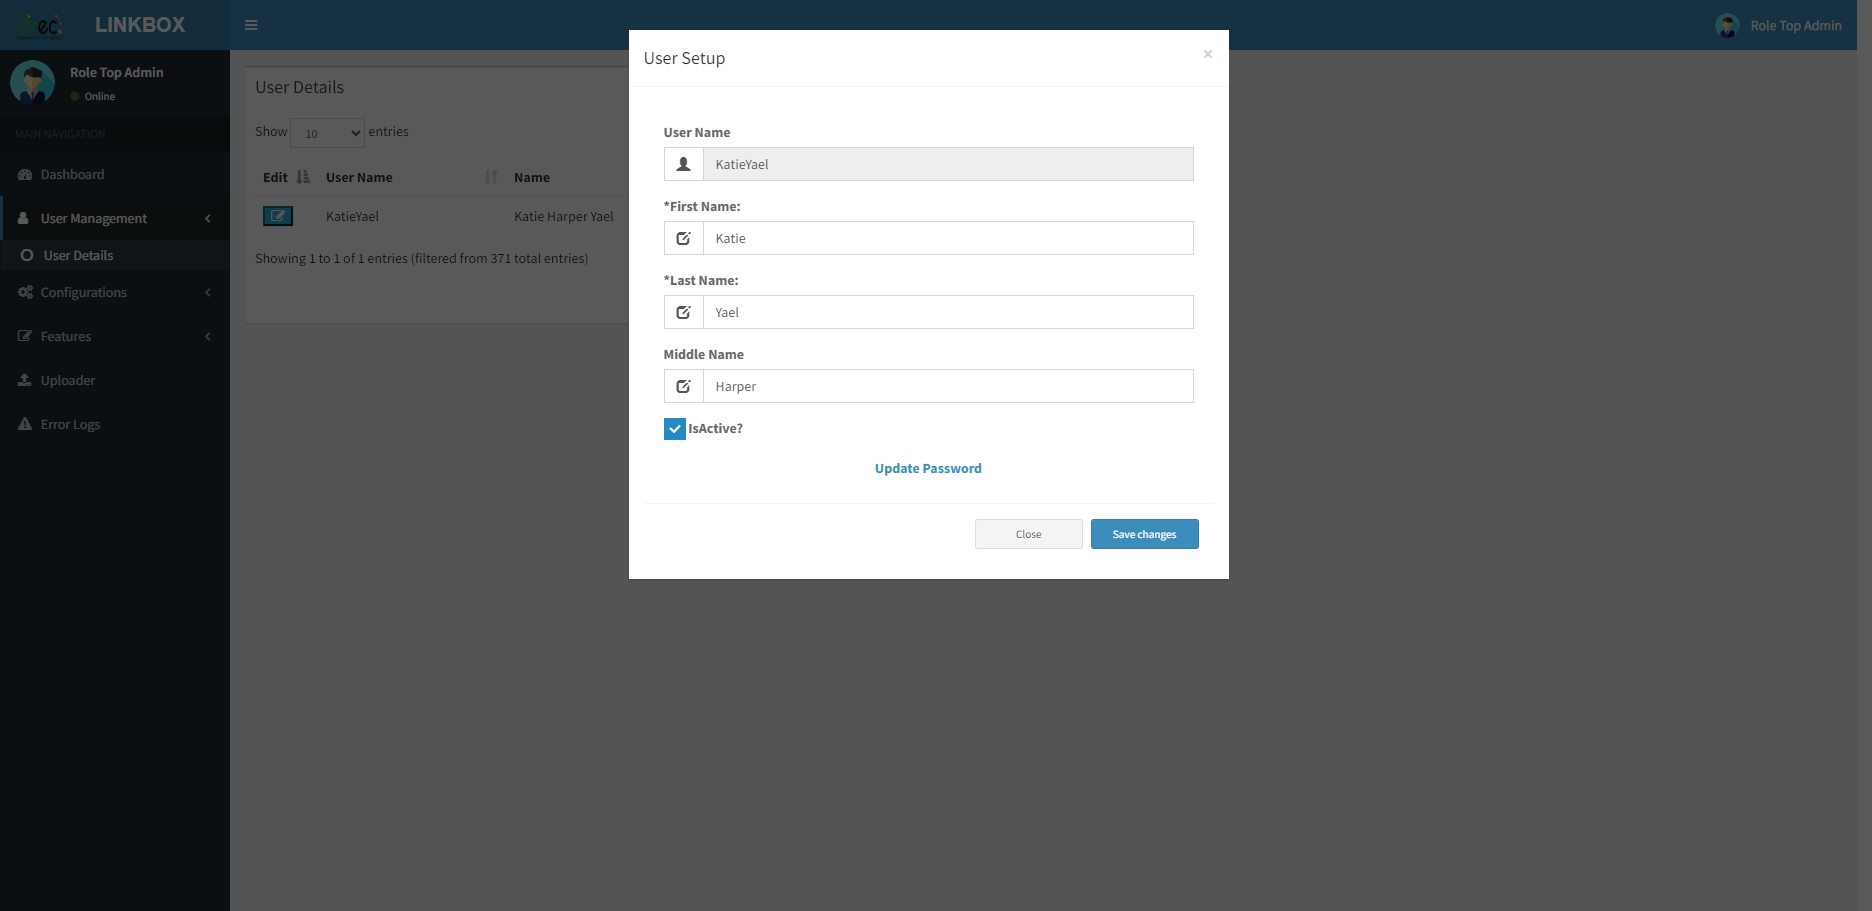 ec
LINKBOX
Role Top Admin
Role Top Admin
Online
MAIN NAVIGATION
Dashboard
User Management
User Details
Configurations
Features
Uploader
Error Logs
User Details
Show 10 entries
Edit User Name Name
KatieYael Katie Harper Yael
Showing 1 to 1 of 1 entries (filtered from 371 total entries)
User Setup ×
User Name
KatieYael
*First Name:
Katie
*Last Name:
Yael
Middle Name
Harper
IsActive?
Update Password
Close Save changes